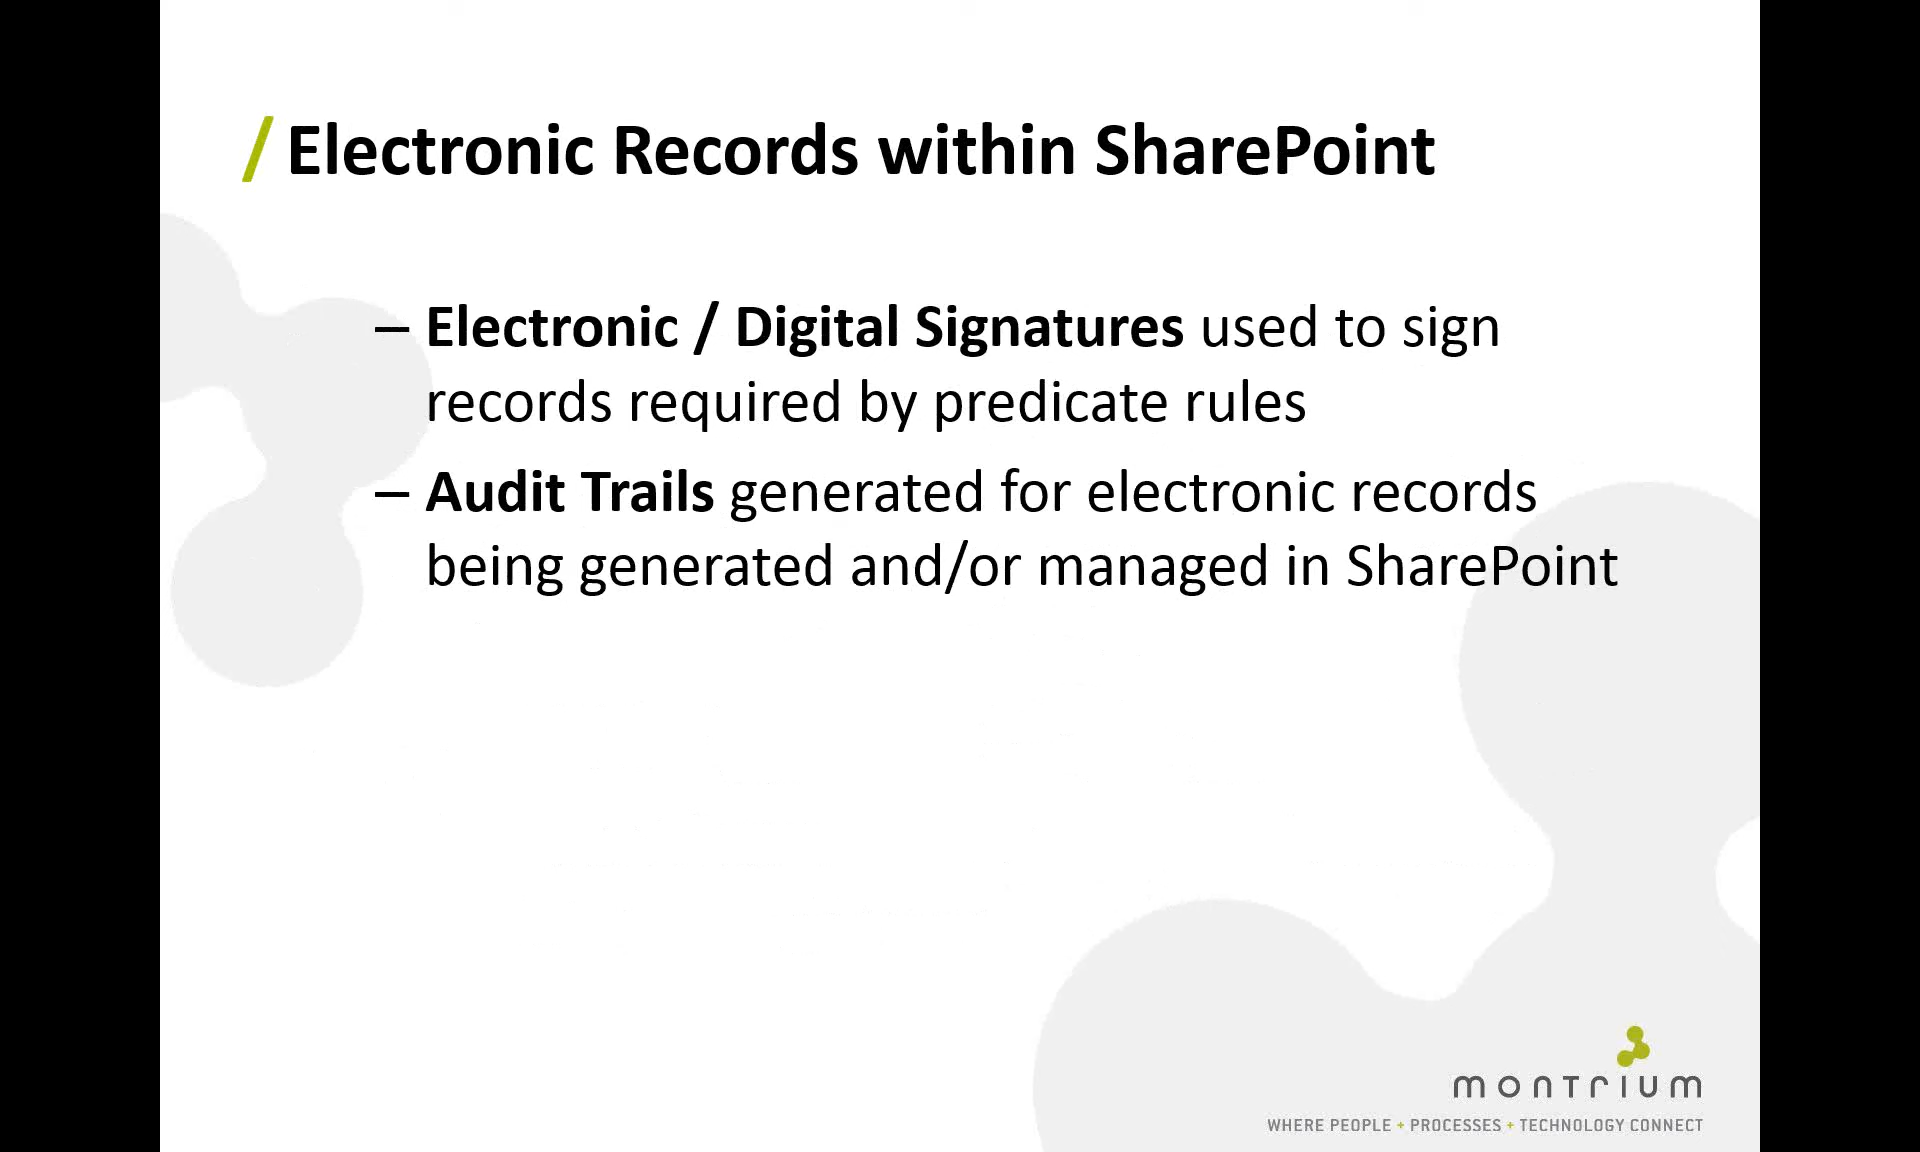 / Electronic Records within SharePoint
– Electronic / Digital Signatures used to sign
records required by predicate rules
– Audit Trails generated for electronic records
being generated and/or managed in SharePoint
montrium
WHERE PEOPLE + PROCESSES + TECHNOLOGY CONNECT